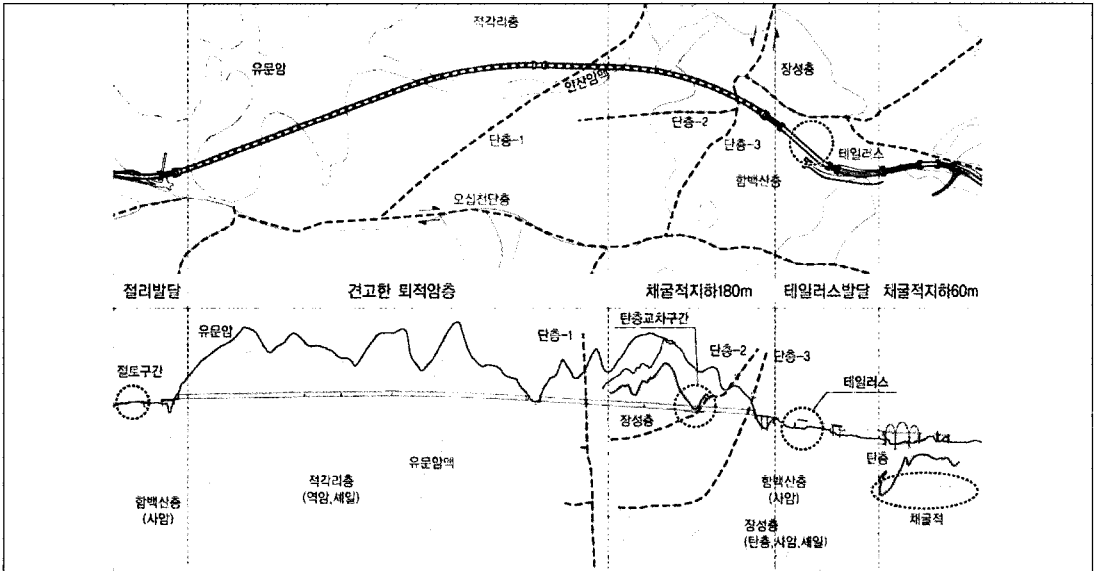 적각리층
유문암
장성층
안산암맥
단층-2
단층-1
단층-3
테일러스
함백산층
오십천단층
절리발달
견고한 퇴적암층
채굴적지하180m
테일러스발달
채굴적지하60m
유문암
단층-1
탄층교차구간
단층-2
단층-3
절토구간
테일러스
장성층
탄층
유문암맥
적각리층
(역암,셰일)
함백산층
(사암)
함백산층
(사암)
채굴적
장성층
(탄층,사암,셰일)